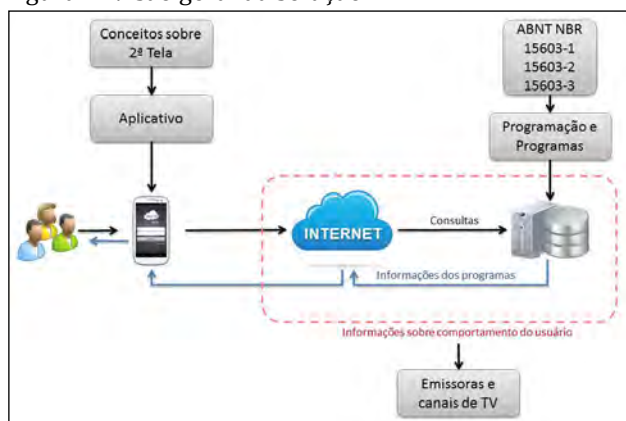 Conceitos sobre
2ª Tela
ABNT NBR
15603-1
15603-2
15603-3
Aplicativo
Programação e
Programas
INTERNET
Consultas
Informações dos programas
Informações sobre comportamento do usuário
Emissoras e
canais de TV